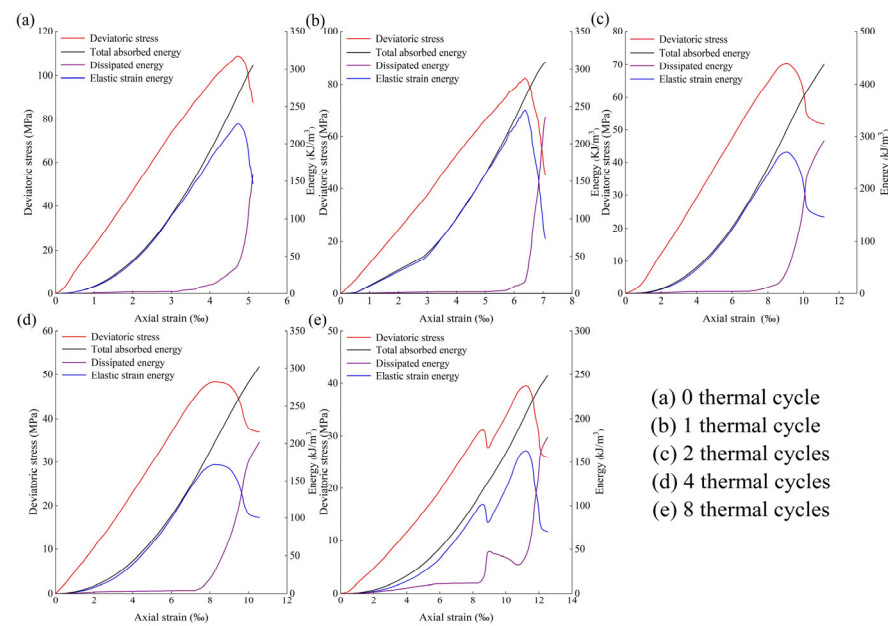 (a)
Deviatoric stress
Total absorbed energy
Dissipated energy
Elastic strain energy
120
100
80
60
40
20
0
Deviatoric stress (MPa)
350
300
250
200
150
100
50
0
Energy (KJ/m³)
0 1 2 3 4 5 6
Axial strain (‰)
(b)
Deviatoric stress
Total absorbed energy
Dissipated energy
Elastic strain energy
100
80
60
40
20
0
Deviatoric stress (MPa)
350
300
250
200
150
100
50
0
Energy (KJ/m³)
0 1 2 3 4 5 6 7 8
Axial strain (‰)
(c)
Deviatoric stress
Total absorbed energy
Dissipated energy
Elastic strain energy
80
70
60
50
40
30
20
10
0
Deviatoric stress (MPa)
500
400
300
200
100
0
0 2 4 6 8 10 12
Axial strain (‰)
(d)
Deviatoric stress
Total absorbed energy
Dissipated energy
Elastic strain energy
60
50
40
30
20
10
0
Deviatoric stress (MPa)
350
300
250
200
150
100
50
0
Energy (kJ/m³)
0 2 4 6 8 10 12
Axial strain (‰)
(e)
Deviatoric stress
Total absorbed energy
Dissipated energy
Elastic strain energy
50
40
30
20
10
0
Deviatoric stress (MPa)
300
250
200
150
100
50
0
Energy (kJ/m³)
0 2 4 6 8 10 12 14
Axial strain (‰)
(a) 0 thermal cycle
(b) 1 thermal cycle
(c) 2 thermal cycles
(d) 4 thermal cycles
(e) 8 thermal cycles